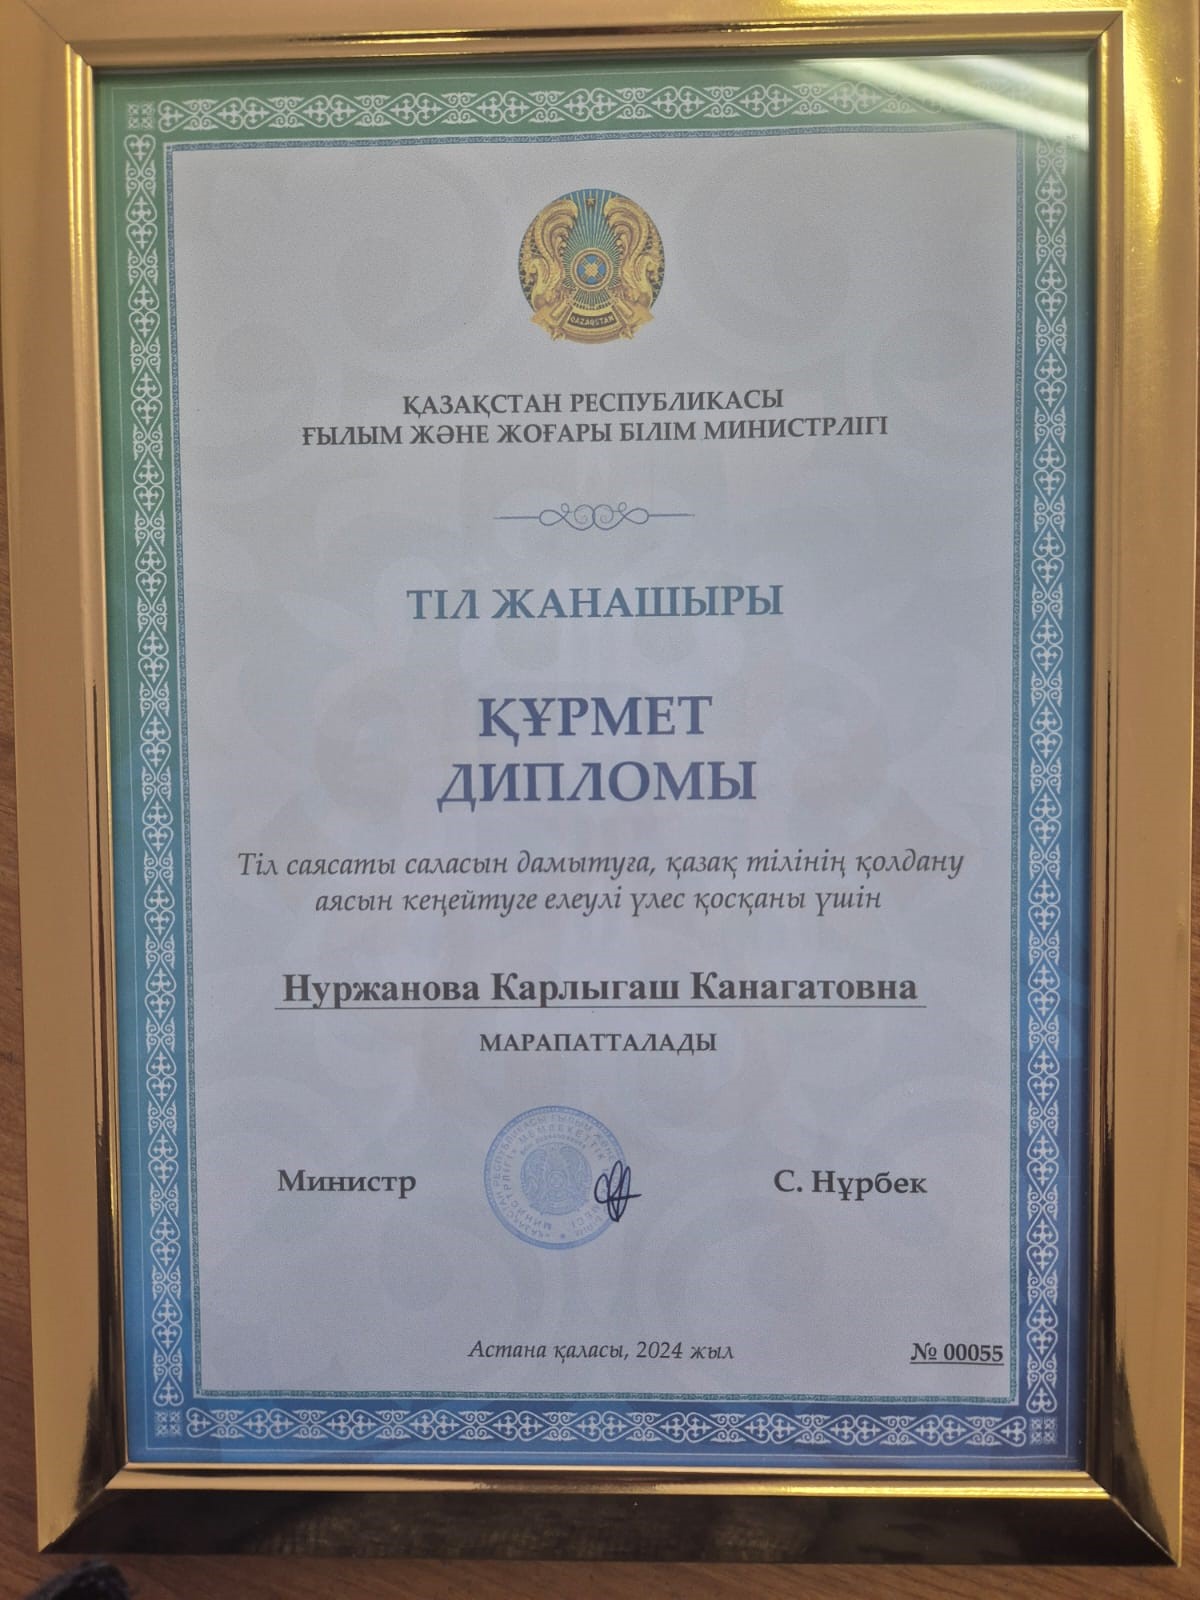 QAZAQSTAN
ҚАЗАҚСТАН РЕСПУБЛИКАСЫ
ҒЫЛЫМ ЖӘНЕ ЖОҒАРЫ БІЛІМ МИНИСТРЛІГІ
ТІЛ ЖАНАШЫРЫ
ҚҰРМЕТ
ДИПЛОМЫ
Тіл саясаты саласын дамытуға, қазақ тілінің қолдану
аясын кеңейтуге елеулі үлес қосқаны үшін
Нуржанова Карлыгаш Канагатовна
МАРАПАТТАЛАДЫ
Министр С. Нұрбек
Астана қаласы, 2024 жыл № 00055